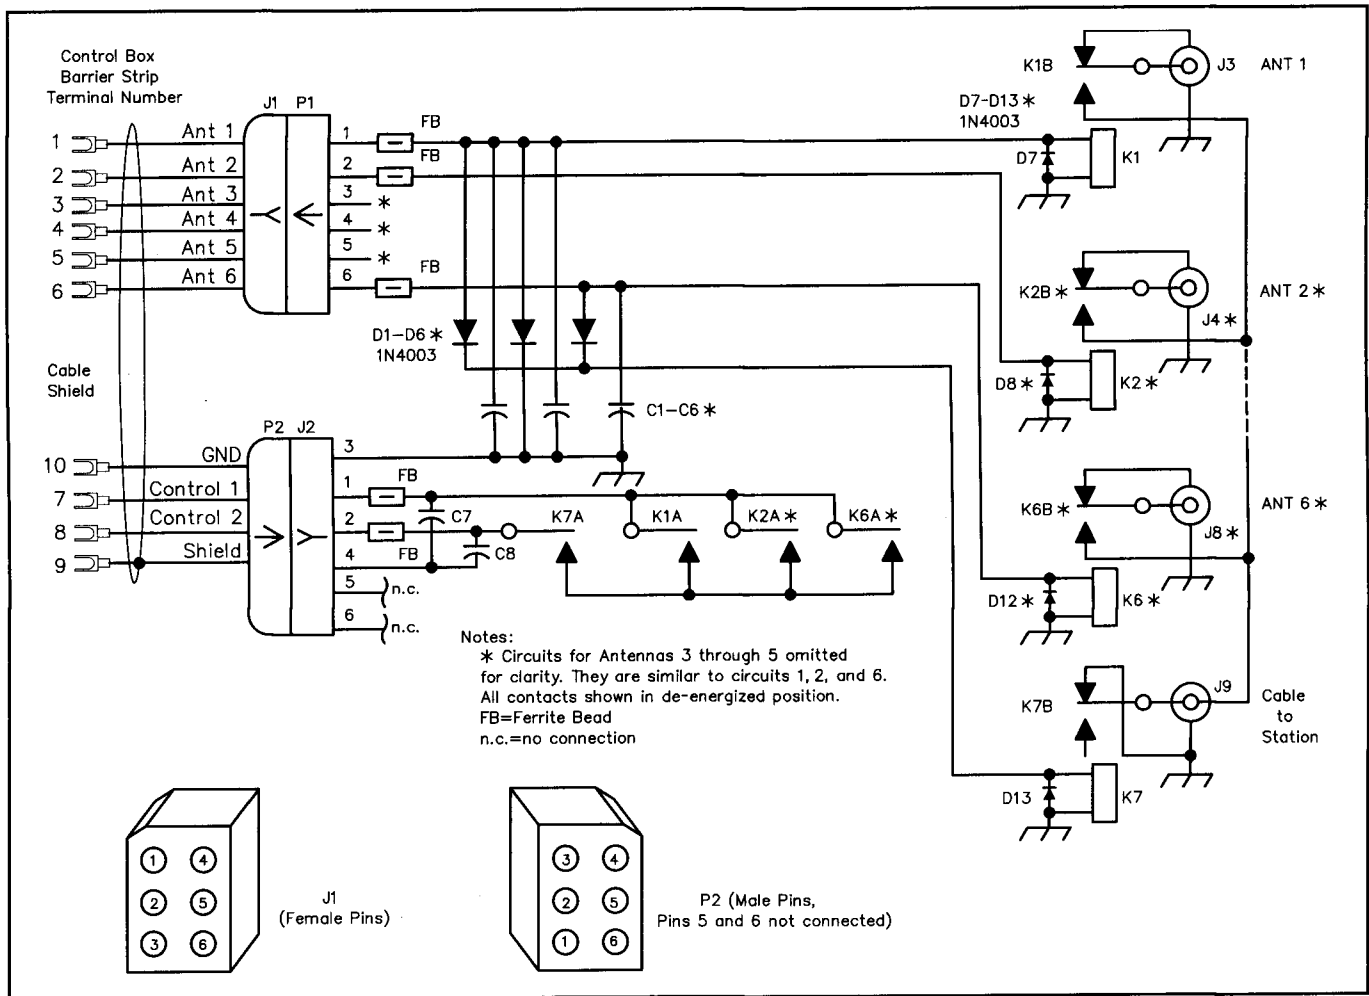 Control Box
Barrier Strip
Terminal Number
J1 P1
1 Ant 1 1 FB
2 Ant 2 2 FB
3 Ant 3 3 *
4 Ant 4 4 *
5 Ant 5 5 *
6 Ant 6 6 FB
D1-D6 *
1N4003
C1-C6 *
Cable
Shield
P2 J2
10 GND 3
7 Control 1 1 FB
8 Control 2 2 FB
9 Shield 4
5 n.c.
6 n.c.
C7
C8
K7A
K1A
K2A *
K6A *
K1B J3 ANT 1
D7-D13 *
1N4003
D7 K1
K2B * J4 * ANT 2 *
D8 * K2 *
K6B * J8 * ANT 6 *
D12 * K6 *
K7B J9
Cable
to
Station
D13 K7
Notes:
* Circuits for Antennas 3 through 5 omitted
for clarity. They are similar to circuits 1, 2, and 6.
All contacts shown in de-energized position.
FB=Ferrite Bead
n.c.=no connection
1 4
2 5
3 6
J1
(Female Pins)
3 4
2 5
1 6
P2 (Male Pins,
Pins 5 and 6 not connected)